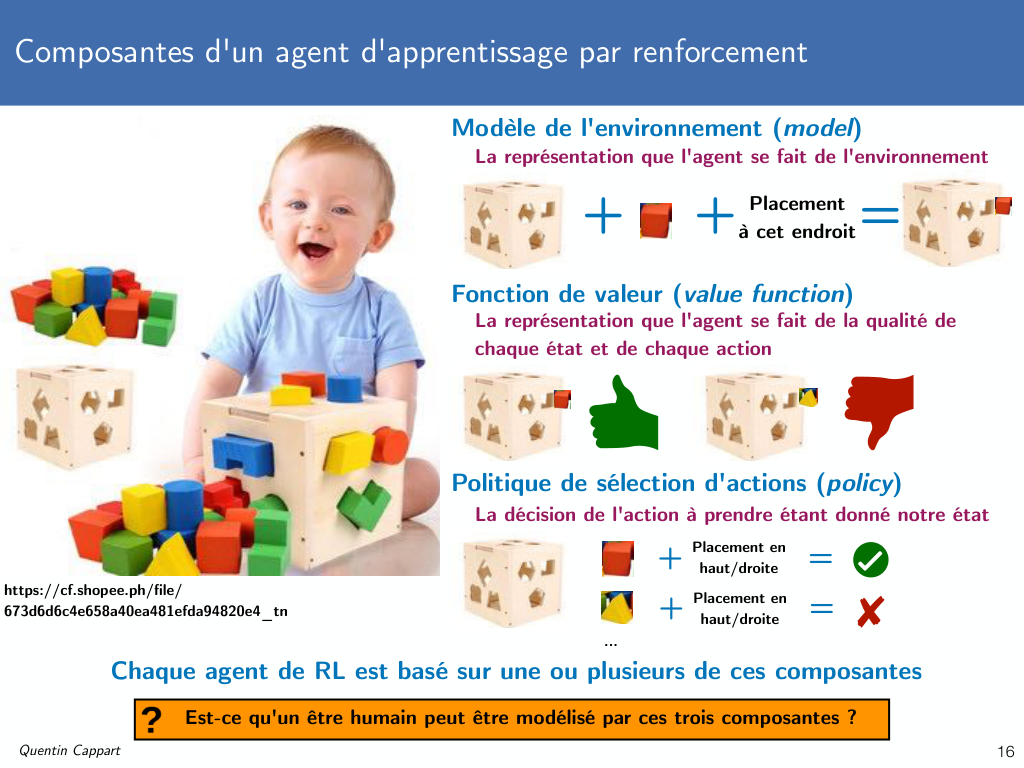 Composantes d'un agent d'apprentissage par renforcement
Modèle de l'environnement (model)
La représentation que l'agent se fait de l'environnement
+ + Placement =
à cet endroit
Fonction de valeur (value function)
La représentation que l'agent se fait de la qualité de
chaque état et de chaque action
Politique de sélection d'actions (policy)
La décision de l'action à prendre étant donné notre état
+ Placement en =
haut/droite
+ Placement en =
haut/droite
...
https://cf.shopee.ph/file/
673d6d6c4e658a40ea481efda94820e4_tn
Chaque agent de RL est basé sur une ou plusieurs de ces composantes
? Est-ce qu'un être humain peut être modélisé par ces trois composantes ?
Quentin Cappart
16